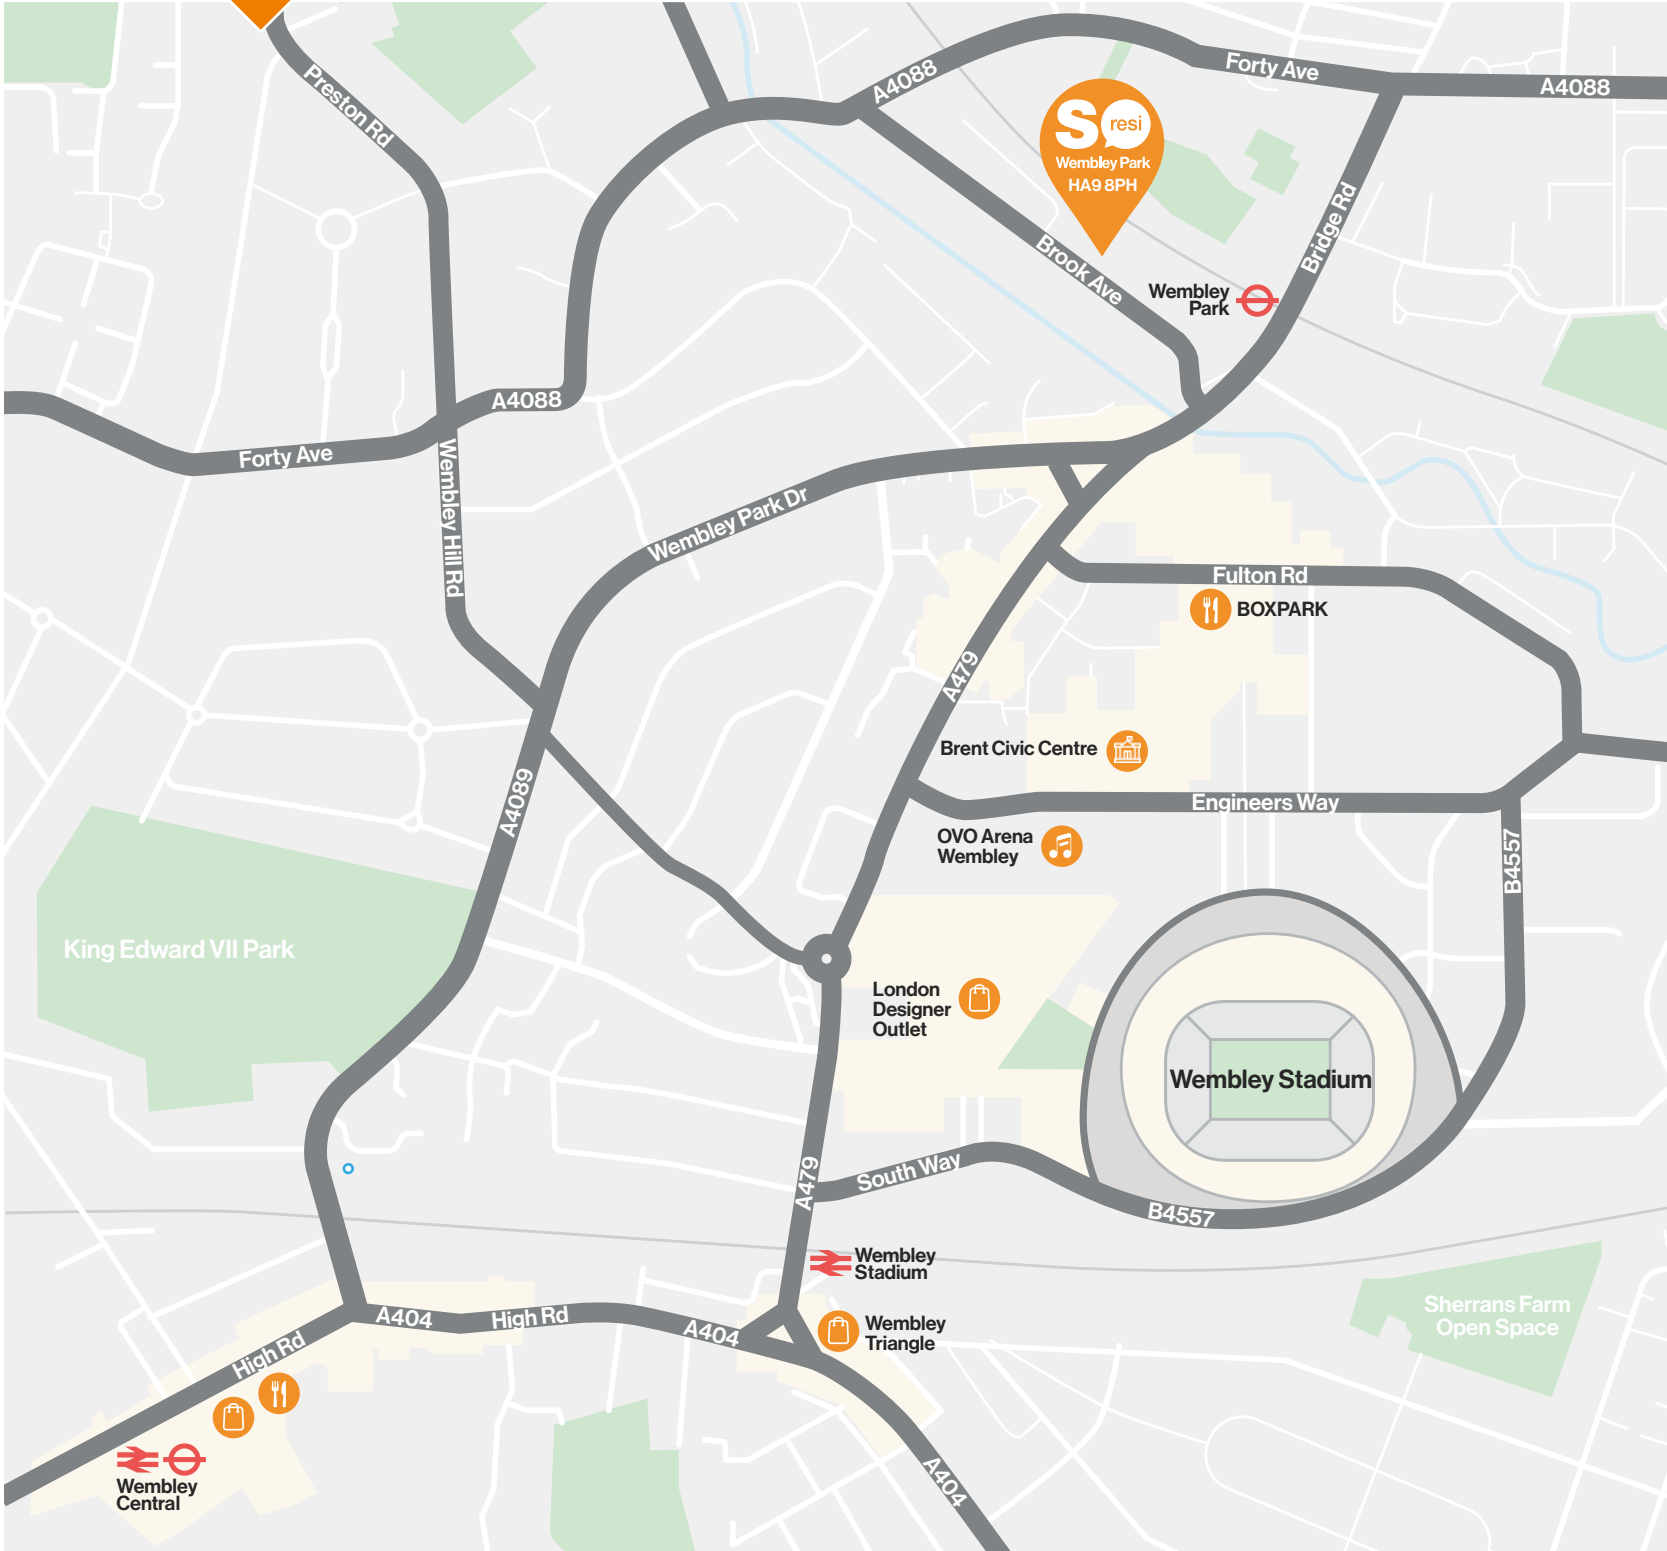 Forty Ave
A4088
A4088
Preston Rd
SO resi
Wembley Park
HA9 8PH
Bridge Rd
Brook Ave
Wembley
Park
A4088
Forty Ave
Wembley Hill Rd
Wembley Park Dr
Fulton Rd
BOXPARK
A479
Brent Civic Centre
A4089
Engineers Way
OVO Arena
Wembley
B4557
King Edward VII Park
London
Designer
Outlet
Wembley Stadium
A479
South Way
B4557
Wembley
Stadium
Sherrans Farm
Open Space
A404
High Rd
A404
Wembley
Triangle
High Rd
Wembley
Central
A404